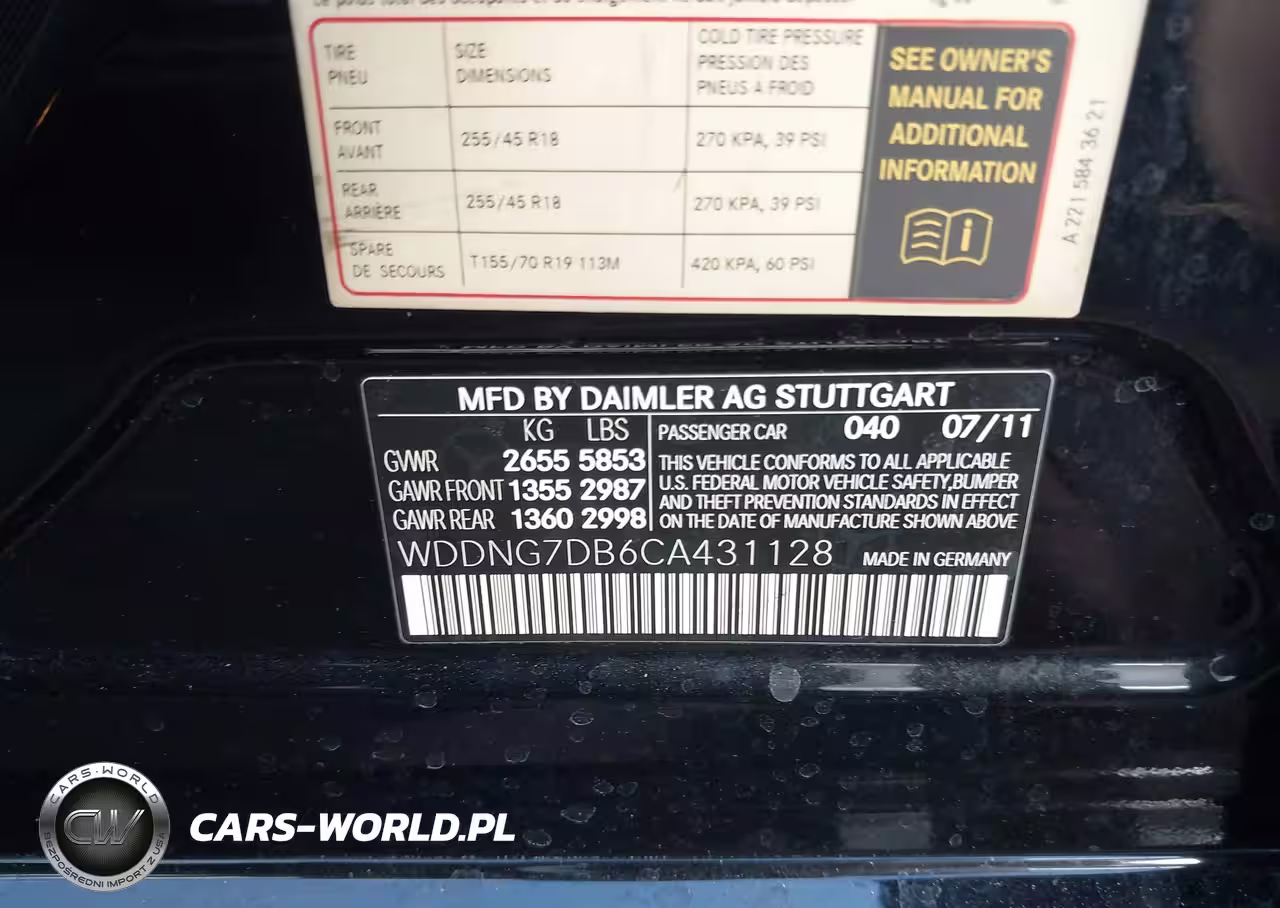 TIRE SIZE COLD TIRE PRESSURE
PNEU DIMENSIONS PRESSION DES
PNEUS A FROID
FRONT
AVANT 255/45 R18 270 KPA, 39 PSI
REAR
ARRIÈRE 255/45 R18 270 KPA, 39 PSI
SPARE
DE SECOURS T155/70 R19 113M 420 KPA, 60 PSI
SEE OWNER'S
MANUAL FOR
ADDITIONAL
INFORMATION
A 221 584 36 21
MFD BY DAIMLER AG STUTTGART
KG LBS PASSENGER CAR 040 07/11
GVWR 2655 5853 THIS VEHICLE CONFORMS TO ALL APPLICABLE
GAWR FRONT 1355 2987 U.S. FEDERAL MOTOR VEHICLE SAFETY,BUMPER
AND THEFT PREVENTION STANDARDS IN EFFECT
GAWR REAR 1360 2998 ON THE DATE OF MANUFACTURE SHOWN ABOVE
WDDNG7DB6CA431128 MADE IN GERMANY
CARS-WORLD
CW
BEZPOŚREDNI IMPORT Z USA
CARS-WORLD.PL